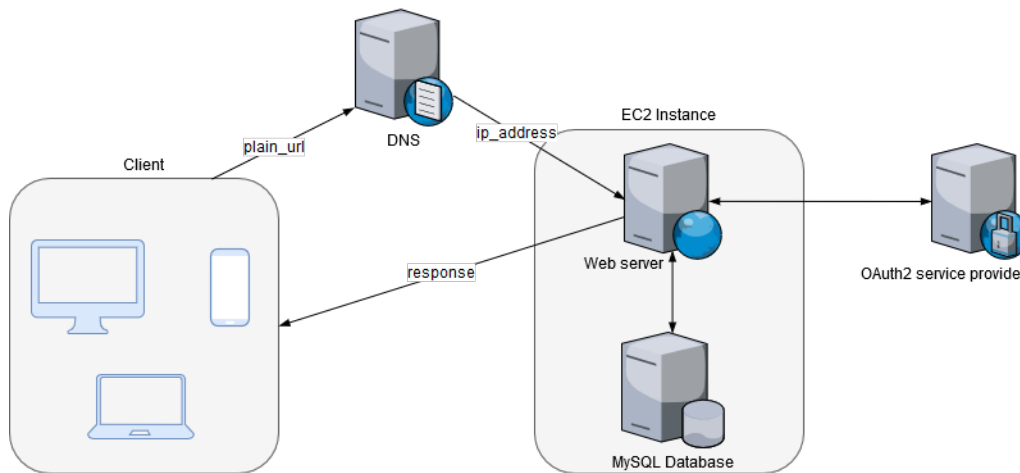 DNS
EC2 Instance
plain_url
ip_address
Client
Web server
OAuth2 service provide
response
MySQL Database